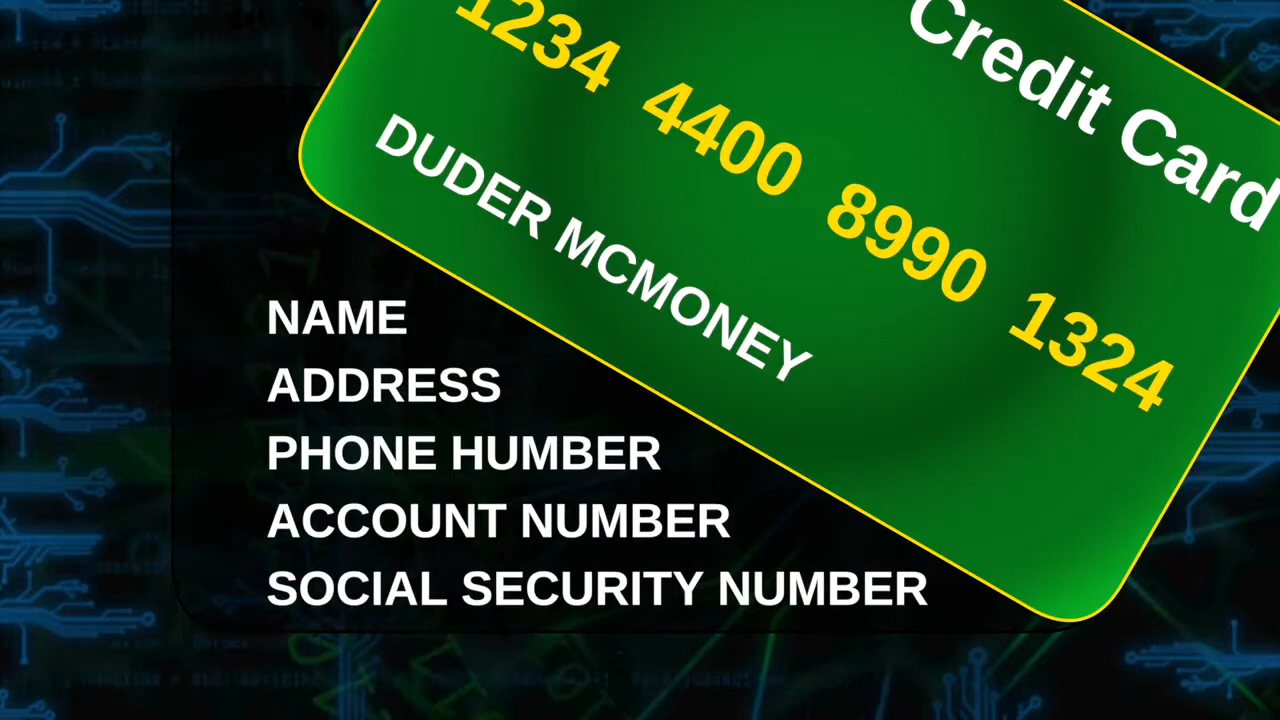 Credit Card
1234 4400 8990 1324
DUDER MCMONEY
NAME
ADDRESS
PHONE HUMBER
ACCOUNT NUMBER
SOCIAL SECURITY NUMBER